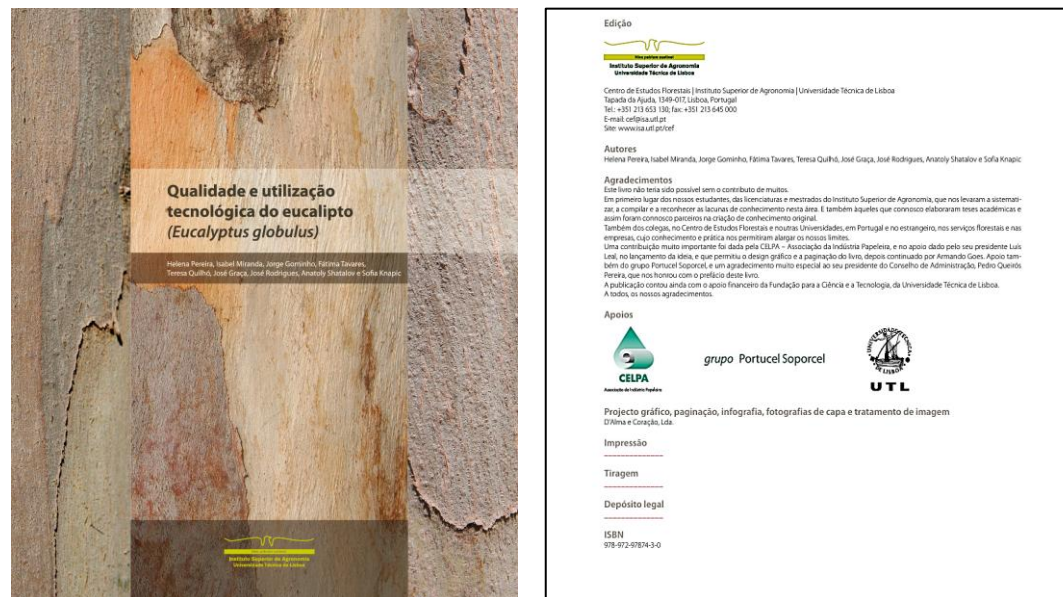 Qualidade e utilização
tecnológica do eucalipto
(Eucalyptus globulus)
Helena Pereira, Isabel Miranda, Jorge Gominho, Fátima Tavares,
Teresa Quilhó, José Graça, José Rodrigues, Anatoly Shatalov e Sofia Knapic
Instituto Superior de Agronomia
Universidade Técnica de Lisboa
Edição
Instituto Superior de Agronomia
Universidade Técnica de Lisboa
Centro de Estudos Florestais | Instituto Superior de Agronomia | Universidade Técnica de Lisboa
Tapada da Ajuda, 1349-017, Lisboa, Portugal
Tel.: +351 213 653 130; fax: +351 213 645 000
E-mail: cef@isa.utl.pt
Site: www.isa.utl.pt/cef
Autores
Helena Pereira, Isabel Miranda, Jorge Gominho, Fátima Tavares, Teresa Quilhó, José Graça, José Rodrigues, Anatoly Shatalov e Sofia Knapic
Agradecimentos
Este livro não teria sido possível sem o contributo de muitos.
Em primeiro lugar dos nossos estudantes, das licenciaturas e mestrados do Instituto Superior de Agronomia, que nos levaram a sistemati-
zar, a compilar e a reconhecer as lacunas de conhecimento nesta área. E também àqueles que connosco elaboraram teses académicas e
assim foram connosco parceiros na criação de conhecimento original.
Também dos colegas, no Centro de Estudos Florestais e noutras Universidades, em Portugal e no estrangeiro, nos serviços florestais e nas
empresas, cujo conhecimento e prática nos permitiram alargar os nossos limites.
Uma contribuição muito importante foi dada pela CELPA – Associação da Indústria Papeleira, e no apoio dado pelo seu presidente Luís
Leal, no lançamento da ideia, e que permitiu o design gráfico e a paginação do livro, depois continuado por Armando Goes. Apoio tam-
bém do grupo Portucel Soporcel, e um agradecimento muito especial ao seu presidente do Conselho de Administração, Pedro Queirós
Pereira, que nos honrou com o prefácio deste livro.
A publicação contou ainda com o apoio financeiro da Fundação para a Ciência e a Tecnologia, da Universidade Técnica de Lisboa.
A todos, os nossos agradecimentos.
Apoios
CELPA
Associação da Indústria Papeleira
grupo Portucel Soporcel
UNIVERSIDADE TECNICA DE LISBOA
UTL
Projecto gráfico, paginação, infografia, fotografias de capa e tratamento de imagem
D'Alma e Coração, Lda.
Impressão
Tiragem
Depósito legal
ISBN
978-972-97874-3-0